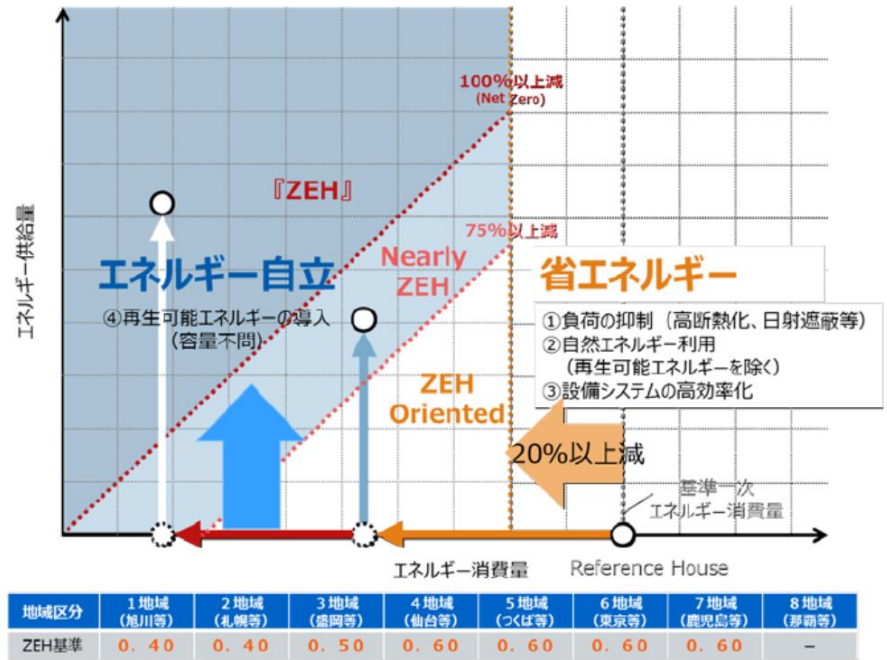 エネルギー供給量
100%以上減
(Net Zero)
『ZEH』
75%以上減
Nearly
ZEH
エネルギー自立
④再生可能エネルギーの導入
(容量不問)
省エネルギー
①負荷の抑制(高断熱化、日射遮蔽等)
②自然エネルギー利用
(再生可能エネルギーを除く)
③設備システムの高効率化
ZEH
Oriented
20%以上減
基準一次
エネルギー消費量
エネルギー消費量 Reference House
地域区分 1地域 2地域 3地域 4地域 5地域 6地域 7地域 8地域
(旭川等) (札幌等) (盛岡等) (仙台等) (つくば等) (東京等) (鹿児島等) (那覇等)
ZEH基準 0.40 0.40 0.50 0.60 0.60 0.60 0.60 –